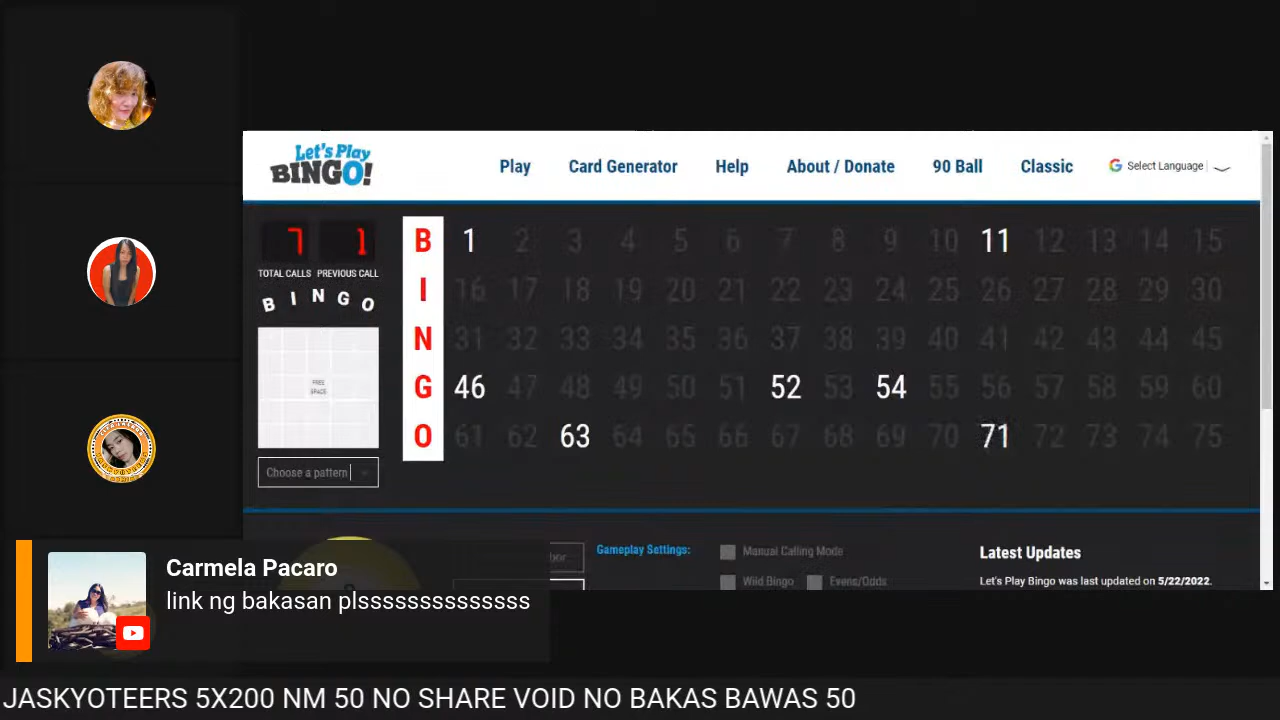 Let's Play
BINGO!
Play Card Generator Help About / Donate 90 Ball Classic Select Language
7 1
TOTAL CALLS PREVIOUS CALL
BINGO
FREE
SPACE
Choose a pattern
B 1 2 3 4 5 6 7 8 9 10 11 12 13 14 15
I 16 17 18 19 20 21 22 23 24 25 26 27 28 29 30
N 31 32 33 34 35 36 37 38 39 40 41 42 43 44 45
G 46 47 48 49 50 51 52 53 54 55 56 57 58 59 60
O 61 62 63 64 65 66 67 68 69 70 71 72 73 74 75
Gameplay Settings: Manual Calling Mode
Wild Bingo Evens/Odds
Latest Updates
Let's Play Bingo was last updated on 5/22/2022.
Carmela Pacaro
link ng bakasan plssssssssssssss
JASKYOTEERS 5X200 NM 50 NO SHARE VOID NO BAKAS BAWAS 50